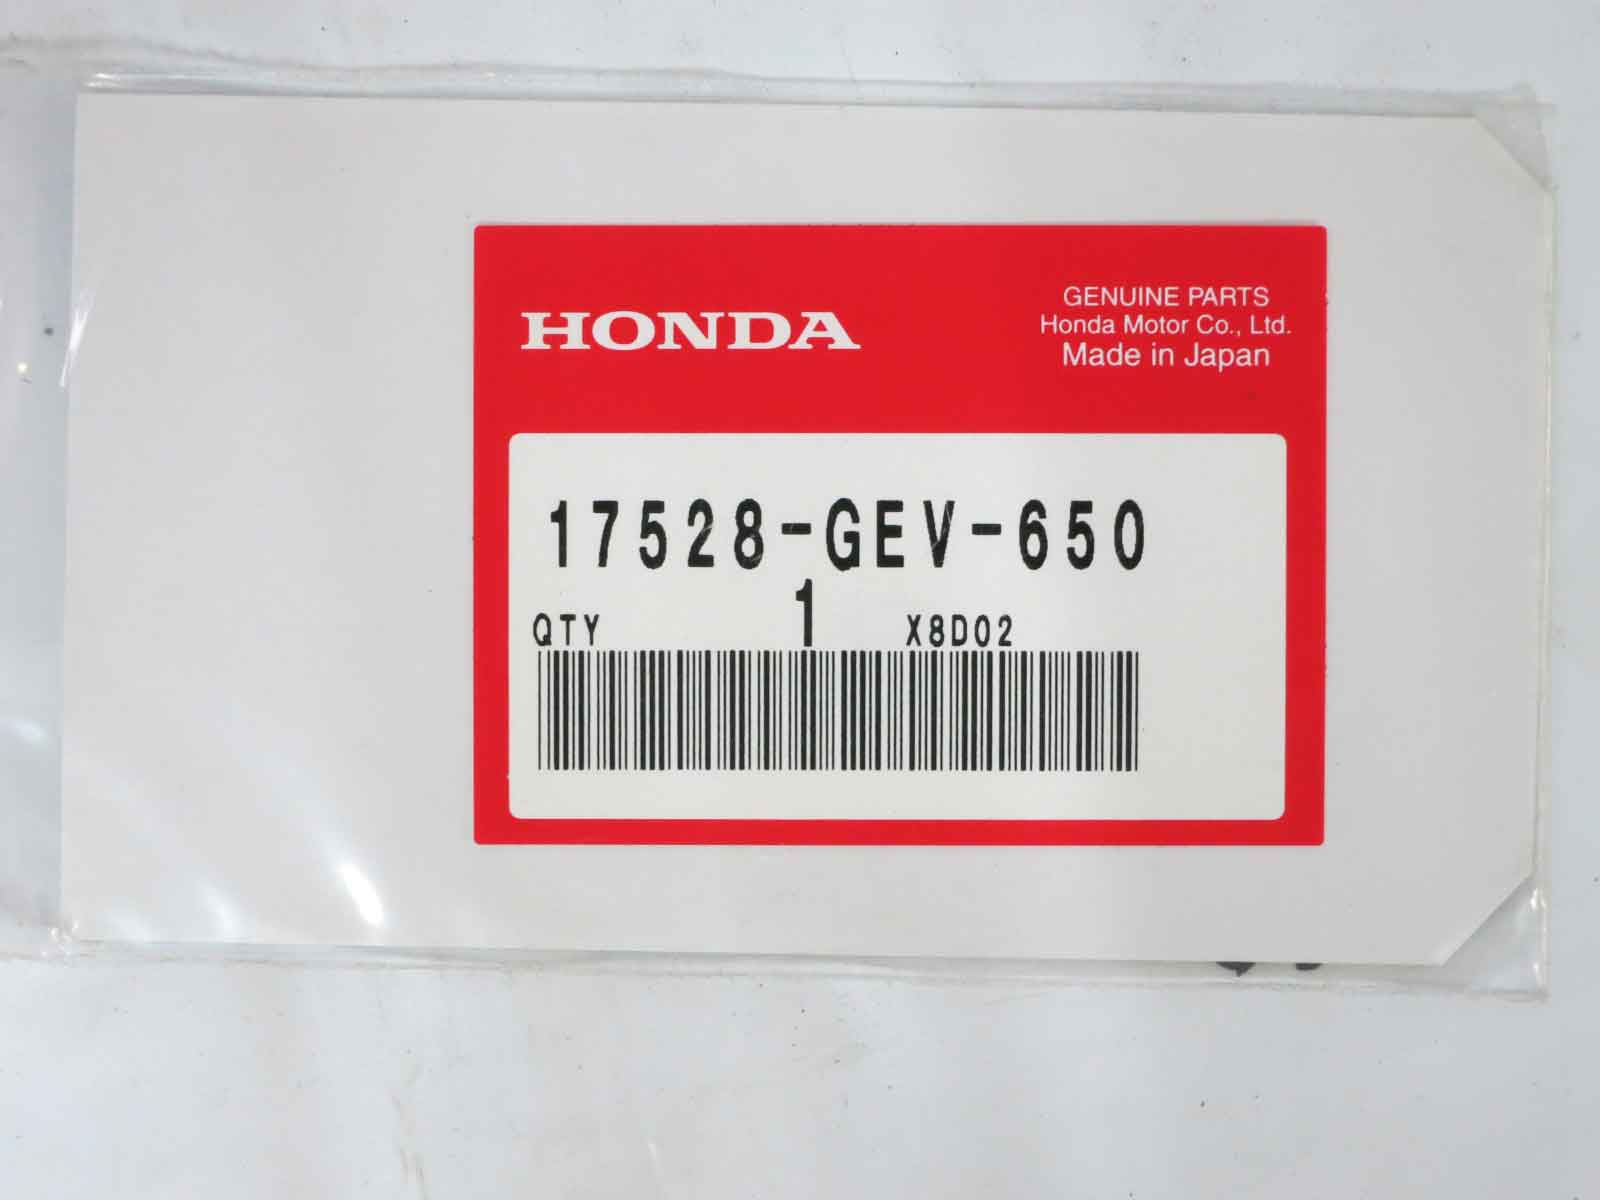 HONDA
GENUINE PARTS
Honda Motor Co., Ltd.
Made in Japan
17528-GEV-650
QTY 1 X8D02